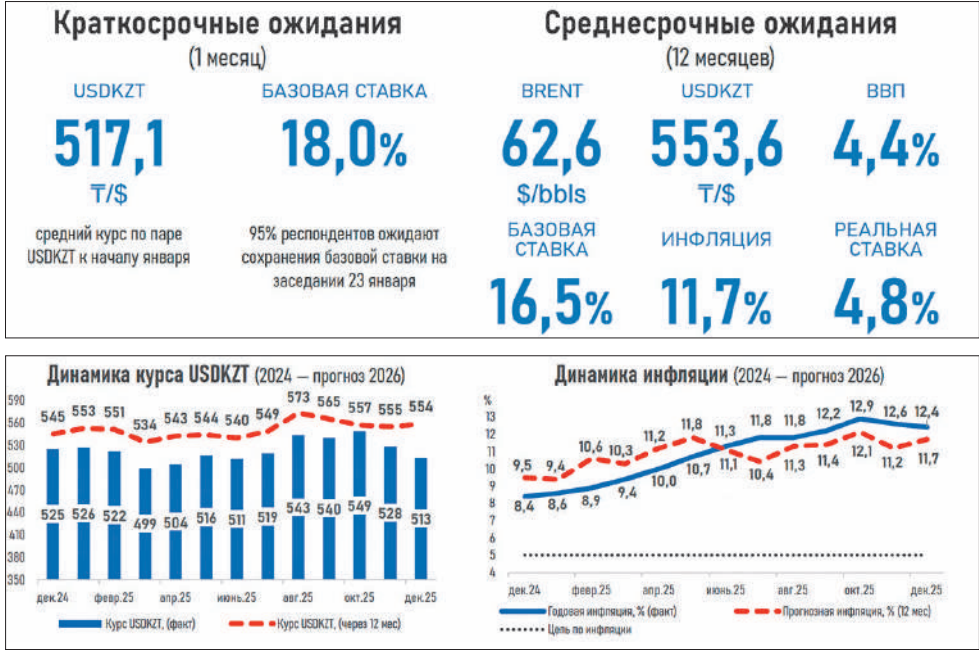 Краткосрочные ожидания
(1 месяц)
USDKZT
БАЗОВАЯ СТАВКА
517,1
18,0%
₸/$
средний курс по паре
USDKZT к началу января
95% респондентов ожидают
сохранения базовой ставки на
заседании 23 января
Среднесрочные ожидания
(12 месяцев)
BRENT
USDKZT
ВВП
62,6
553,6
4,4%
$/bbls
₸/$
БАЗОВАЯ
СТАВКА
ИНФЛЯЦИЯ
РЕАЛЬНАЯ
СТАВКА
16,5%
11,7%
4,8%
Динамика курса USDKZT (2024 — прогноз 2026)
590
560
530
500
470
440
410
380
350
545 553 551 534 543 544 540 549 573 565 557 555 554
525 526 522 499 504 516 511 519 543 540 549 528 513
дек.24 февр.25 апр.25 июнь.25 авг.25 окт.25 дек.25
Курс USDKZT, (факт) Курс USDKZT, (через 12 мес)
Динамика инфляции (2024 — прогноз 2026)
%
13
12
11
10
9
8
7
6
5
4
9,5 9,4 10,6 10,3 11,2 11,8 11,3 11,8 11,8 12,2 12,9 12,6 12,4
8,4 8,6 8,9 9,4 10,0 10,7 11,1 10,4 11,3 11,4 12,1 11,2 11,7
дек.24 февр.25 апр.25 июнь.25 авг.25 окт.25 дек.25
Годовая инфляция, % (факт) Прогнозная инфляция, % (12 мес)
Цель по инфляции